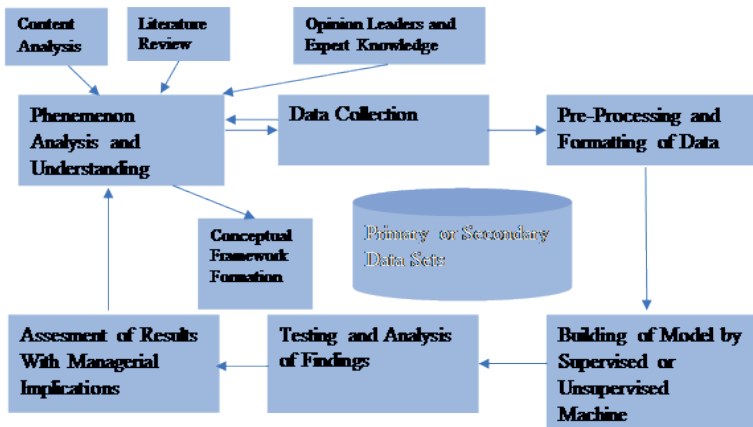 Content
Analysis
Literature
Review
Opinion Leaders and
Expert Knowledge
Phenemenon
Analysis and
Understanding
Data Collection
Pre-Processing and
Formatting of Data
Conceptual
Framework
Formation
Primary or Secondary
Data Sets
Assesment of Results
With Managerial
Implications
Testing and Analysis
of Findings
Building of Model by
Supervised or
Unsupervised
Machine